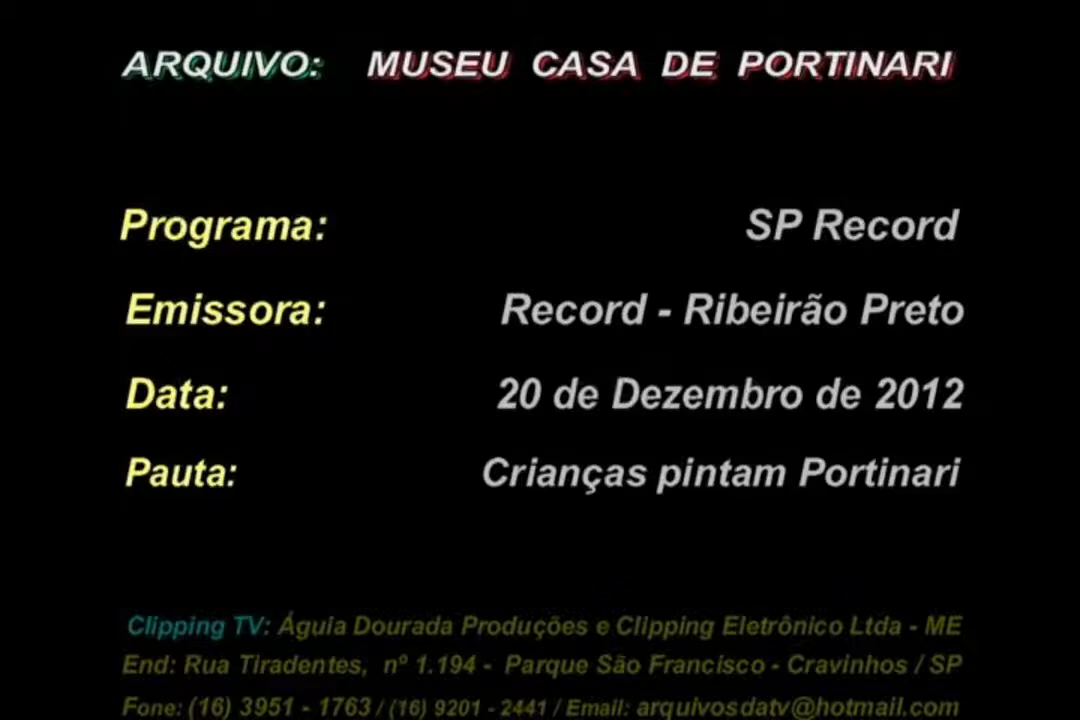 ARQUIVO: MUSEU CASA DE PORTINARI
Programa: SP Record
Emissora: Record - Ribeirão Preto
Data: 20 de Dezembro de 2012
Pauta: Crianças pintam Portinari
Clipping TV: Águia Dourada Produções e Clipping Eletrônico Ltda - ME
End: Rua Tiradentes, nº 1.194 - Parque São Francisco - Cravinhos / SP
Fone: (16) 3951 - 1763 / (16) 9201 - 2441 / Email: arquivosdatv@hotmail.com